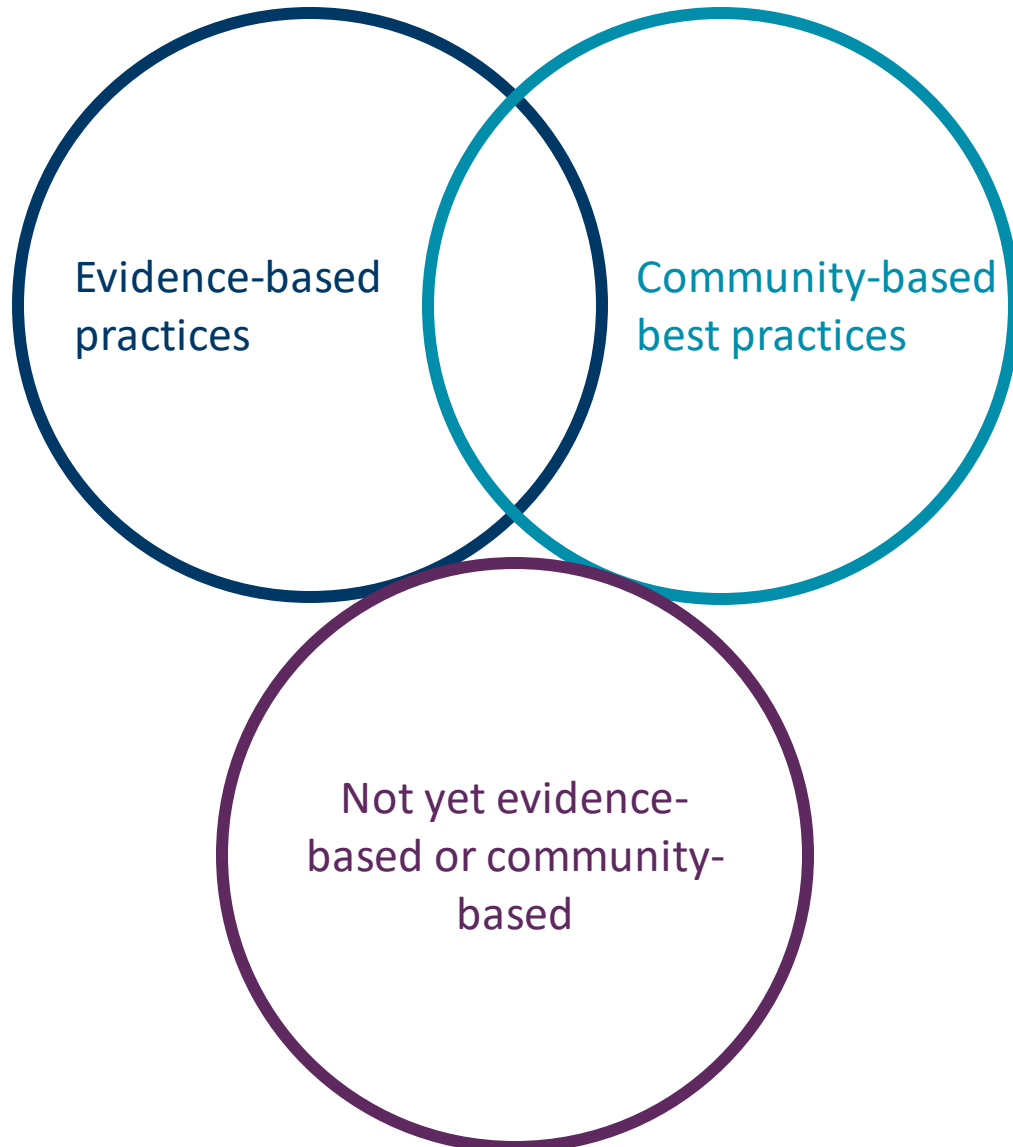 Evidence-based
practices
Community-based
best practices
Not yet evidence-
based or community-
based